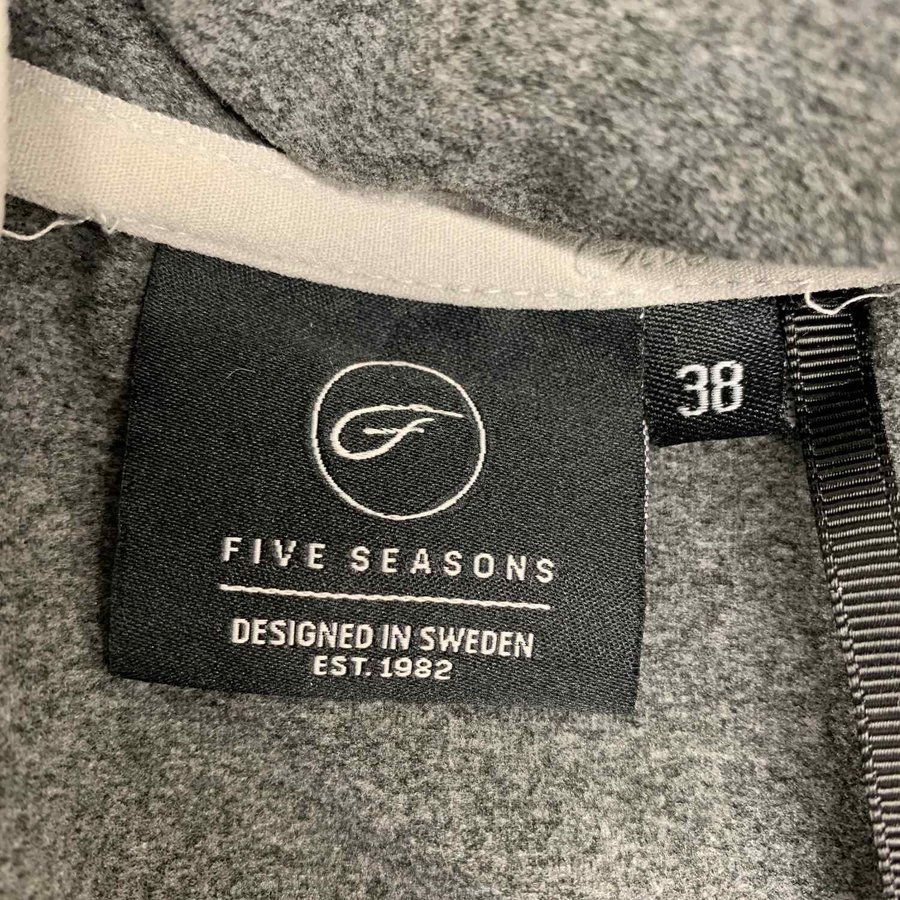 38
FIVE SEASONS
DESIGNED IN SWEDEN
EST. 1982